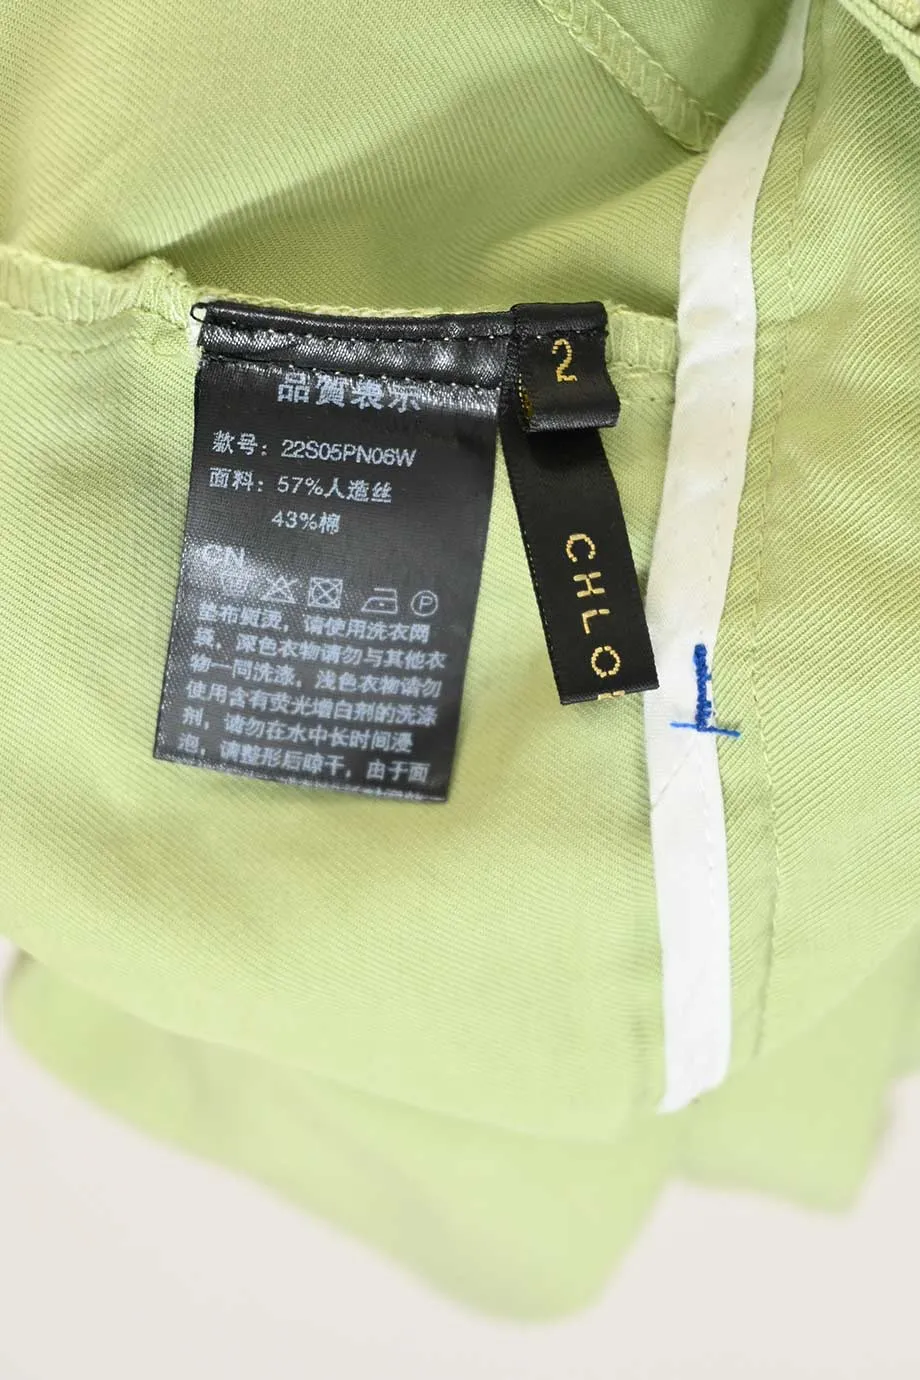 品質表示
款号: 22S05PN06W
面料: 57%人造丝
43%棉
CN
P
垫布熨烫, 请使用洗衣网
袋, 深色衣物请勿与其他衣
物一同洗涤, 浅色衣物请勿
使用含有荧光增白剂的洗涤
剂, 请勿在水中长时间浸
泡, 请整形后晾干, 由于面
2
CHLO